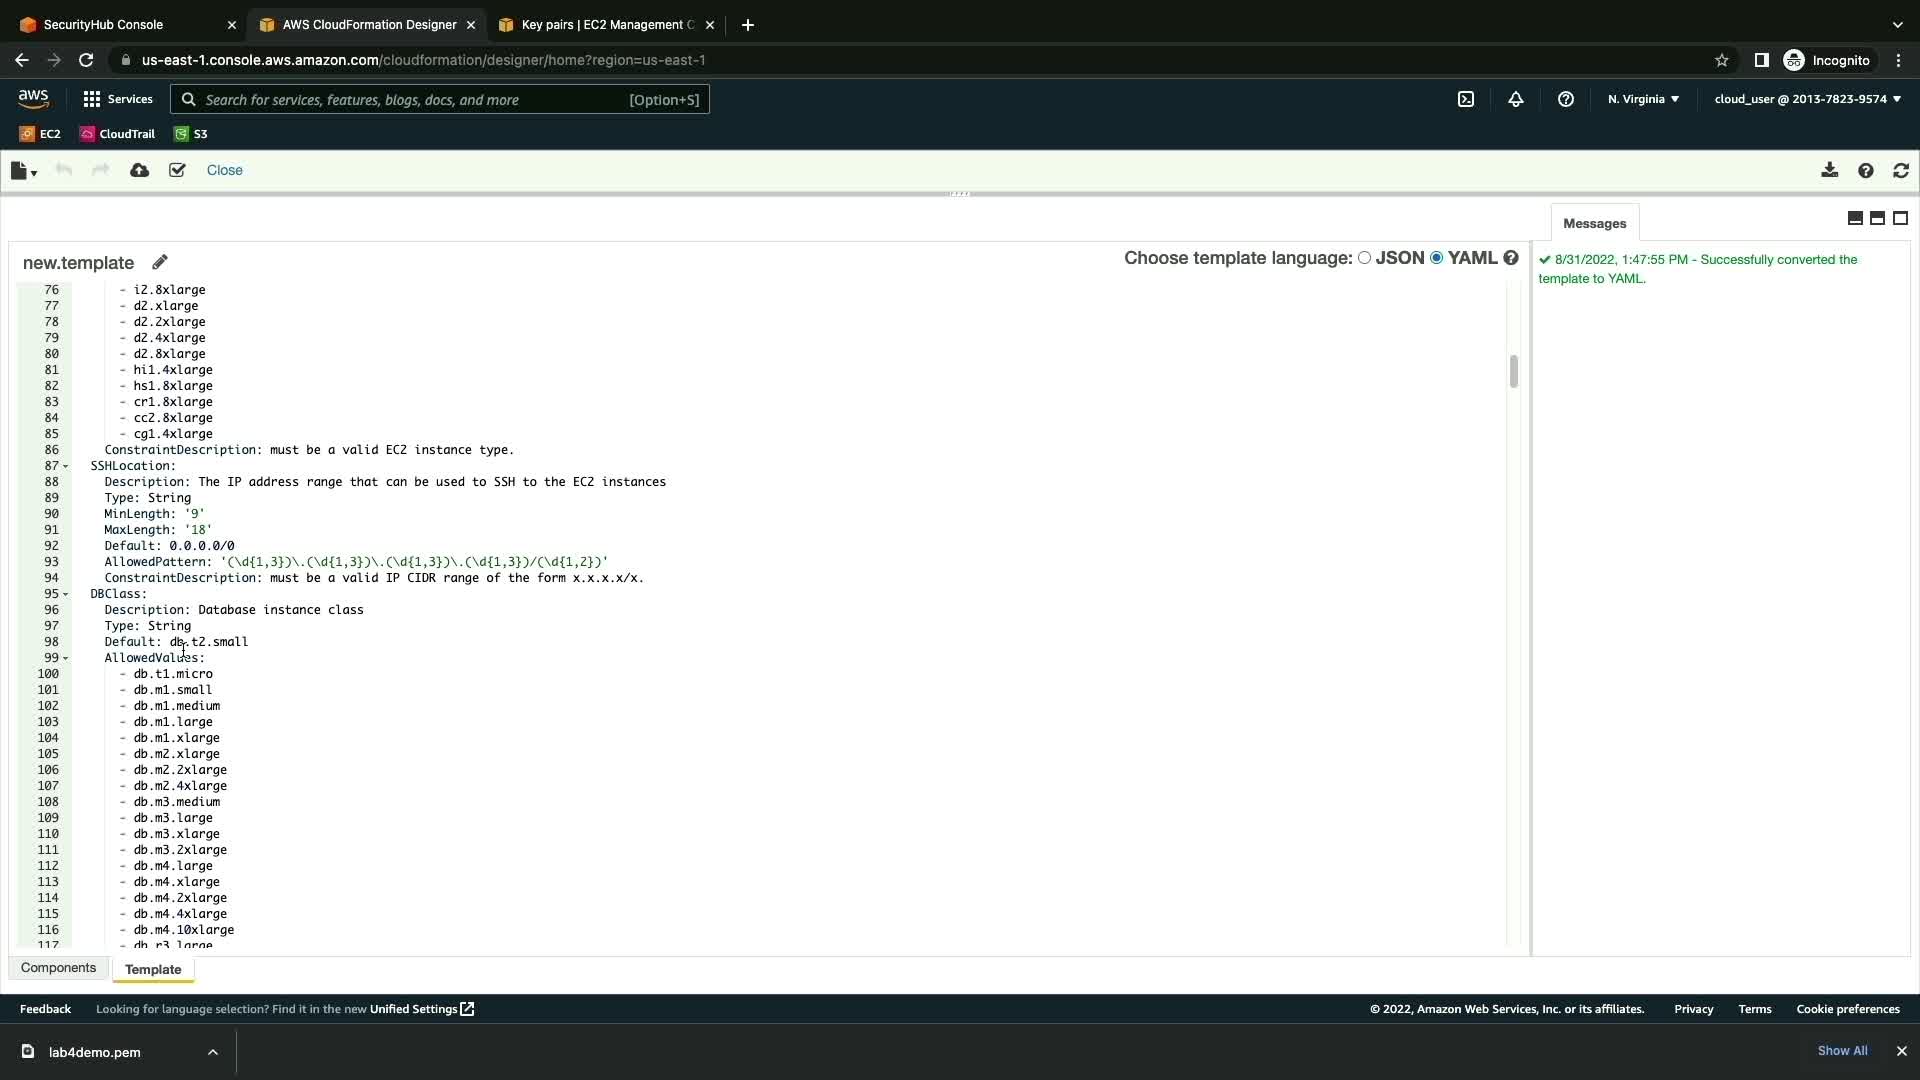 SecurityHub Console
AWS CloudFormation Designer
Key pairs | EC2 Management C
us-east-1.console.aws.amazon.com/cloudformation/designer/home?region=us-east-1
Incognito
aws
Services
Search for services, features, blogs, docs, and more
[Option+S]
N. Virginia
cloud_user @ 2013-7823-9574
EC2
CloudTrail
S3
Close
Messages
new.template
Choose template language: JSON YAML
8/31/2022, 1:47:55 PM - Successfully converted the
template to YAML.
76 - i2.8xlarge
77 - d2.xlarge
78 - d2.2xlarge
79 - d2.4xlarge
80 - d2.8xlarge
81 - hi1.4xlarge
82 - hs1.8xlarge
83 - cr1.8xlarge
84 - cc2.8xlarge
85 - cg1.4xlarge
86 ConstraintDescription: must be a valid EC2 instance type.
87 SSHLocation:
88 Description: The IP address range that can be used to SSH to the EC2 instances
89 Type: String
90 MinLength: '9'
91 MaxLength: '18'
92 Default: 0.0.0.0/0
93 AllowedPattern: '(\d{1,3})\.(\d{1,3})\.(\d{1,3})\.(\d{1,3})/(\d{1,2})'
94 ConstraintDescription: must be a valid IP CIDR range of the form x.x.x.x/x.
95 DBClass:
96 Description: Database instance class
97 Type: String
98 Default: db.t2.small
99 AllowedValues:
100 - db.t1.micro
101 - db.m1.small
102 - db.m1.medium
103 - db.m1.large
104 - db.m1.xlarge
105 - db.m2.xlarge
106 - db.m2.2xlarge
107 - db.m2.4xlarge
108 - db.m3.medium
109 - db.m3.large
110 - db.m3.xlarge
111 - db.m3.2xlarge
112 - db.m4.large
113 - db.m4.xlarge
114 - db.m4.2xlarge
115 - db.m4.4xlarge
116 - db.m4.10xlarge
117 - db.r3.large
Components
Template
Feedback
Looking for language selection? Find it in the new Unified Settings
© 2022, Amazon Web Services, Inc. or its affiliates.
Privacy
Terms
Cookie preferences
lab4demo.pem
Show All